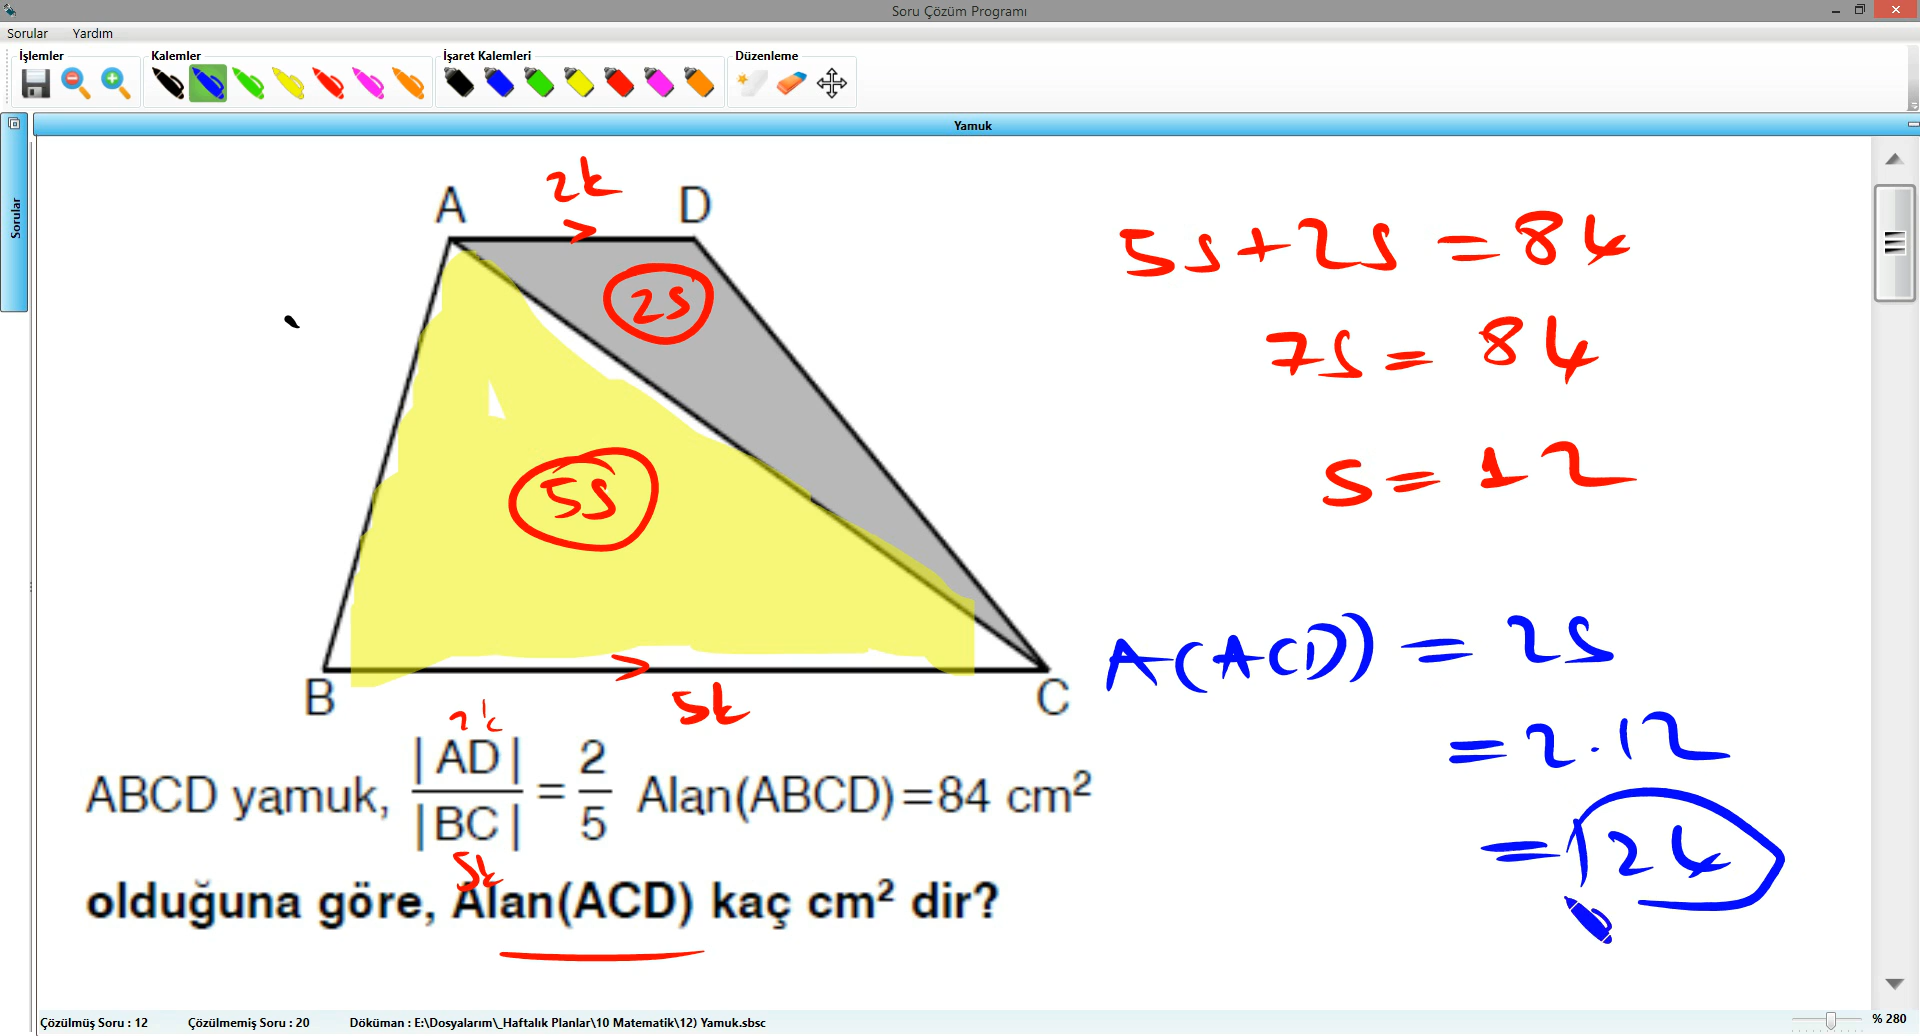 Soru Çözüm Programı
Sorular Yardım
İşlemler Kalemler İşaret Kalemleri Düzenleme
Yamuk
Sorular
2k
A D
2S
5S
B C
5k
5s+2s=84
7s=84
s=12
A(ACD))=2s
=2.12
=24
2k
ABCD yamuk, |AD|/|BC| = 2/5 Alan(ABCD)=84 cm²
5k
olduğuna göre, Alan(ACD) kaç cm² dir?
Çözülmüş Soru : 12 Çözülmemiş Soru : 20 Döküman : E:\Dosyalarım\_Haftalık Planlar\10 Matematik\12) Yamuk.sbsc % 280